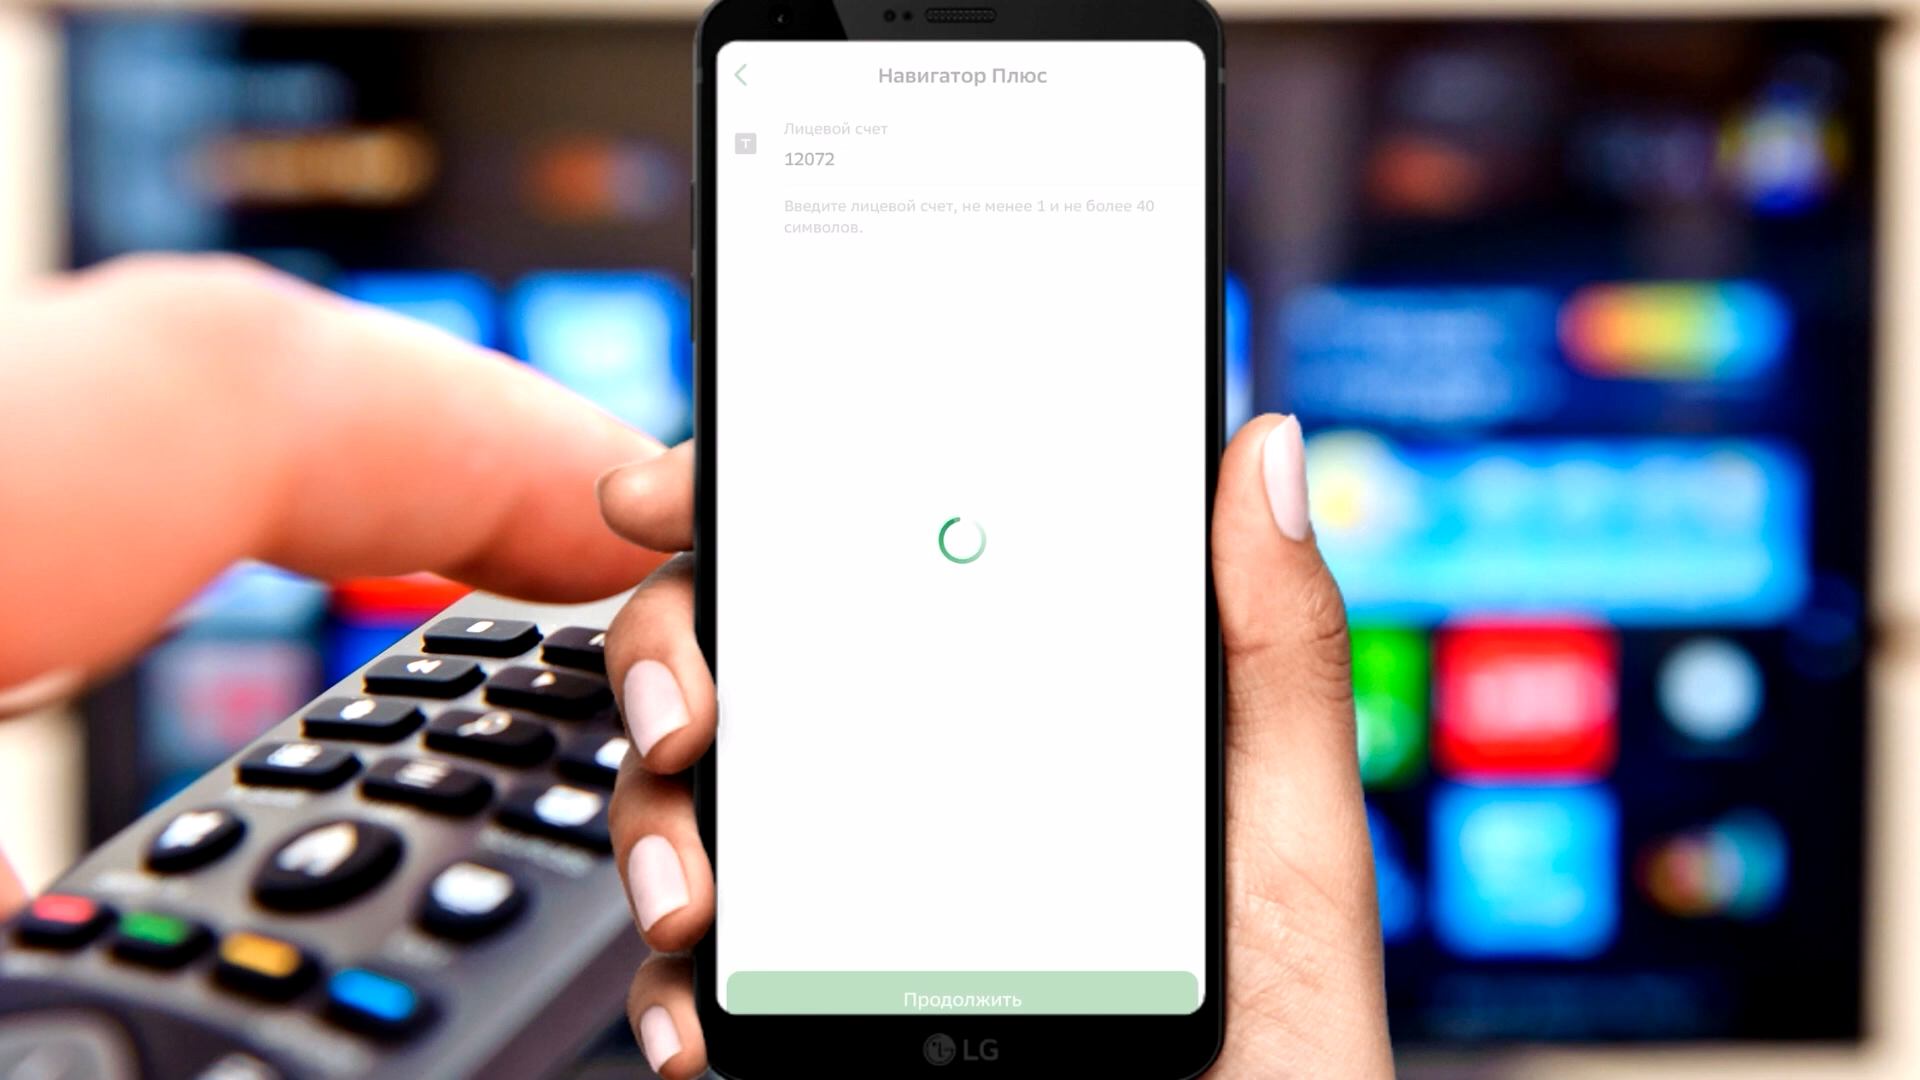 Навигатор Плюс
T
Лицевой счет
12072
Введите лицевой счет, не менее 1 и не более 40
символов.
Продолжить
LG